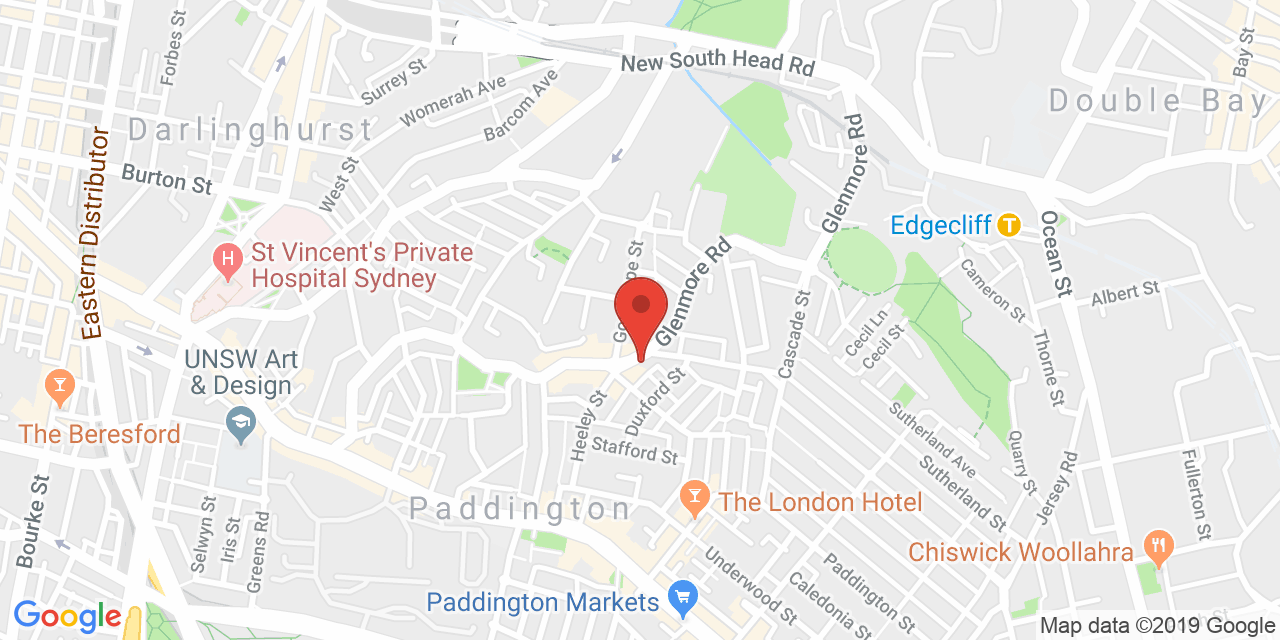 Forbes St
Surrey St
Womerah Ave
Barcom Ave
New South Head Rd
Bay St
Double Bay
Darlinghurst
Burton St
West St
Eastern Distributor
Glenmore Rd
Edgecliff
T
Ocean St
H
St Vincent's Private
Hospital Sydney
Glenmore Rd
Cameron St
Albert St
Cecil Ln
Cecil St
Cascade St
Thorne St
UNSW Art
& Design
The Beresford
Duxford St
Heeley St
Stafford St
Sutherland Ave
Sutherland St
Quarry St
Jersey Rd
Fullerton St
Bourke St
Selwyn St
Iris St
Greens Rd
Paddington
The London Hotel
Chiswick Woollahra
Underwood St
Caledonia St
Paddington St
Paddington Markets
Google
Map data ©2019 Google